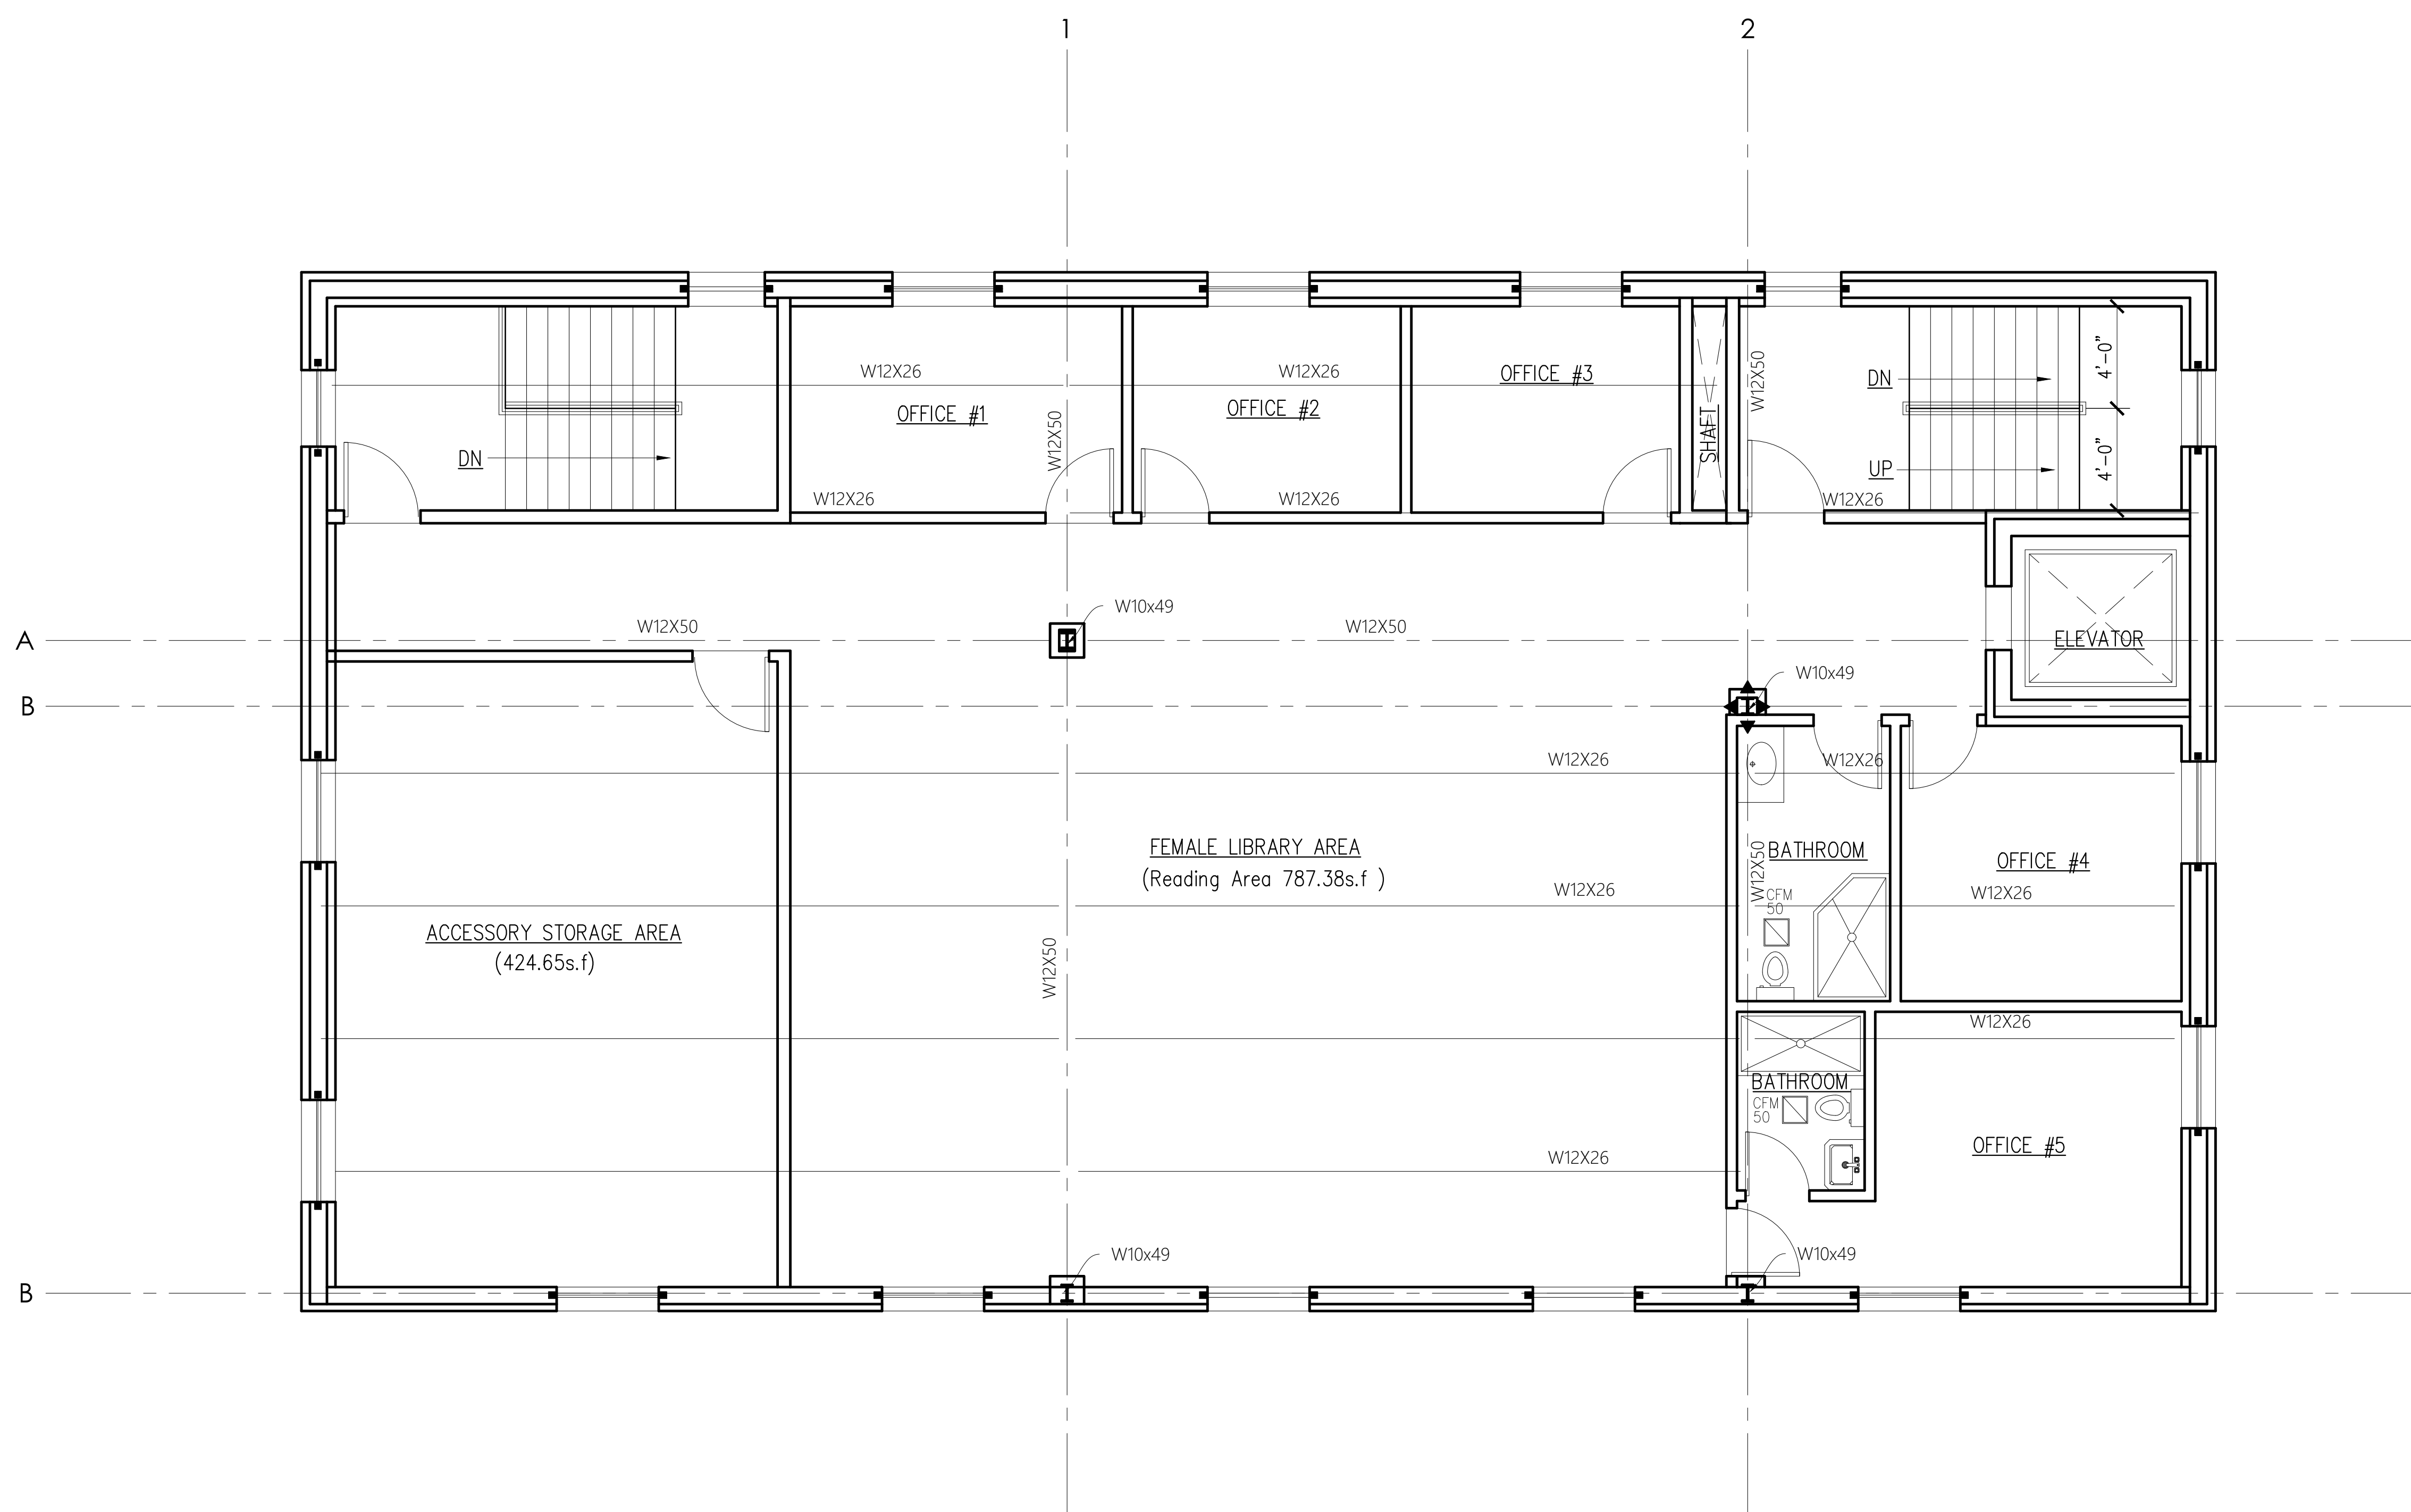 1
2
W12X26
W12X26
OFFICE #3
W12X50
DN
4'-0"
OFFICE #1
OFFICE #2
W12X50
SHAFT
DN
UP
4'-0"
W12X26
W12X26
W12X26
W10x49
W12X50
W12X50
A
ELEVATOR
W10x49
B
W12X26
W12X26
FEMALE LIBRARY AREA
(Reading Area 787.38s.f )
W12X50
BATHROOM
OFFICE #4
W12X26
CFM
50
W12X26
ACCESSORY STORAGE AREA
(424.65s.f)
W12X50
W12X26
BATHROOM
CFM
50
OFFICE #5
W12X26
W10x49
W10x49
B